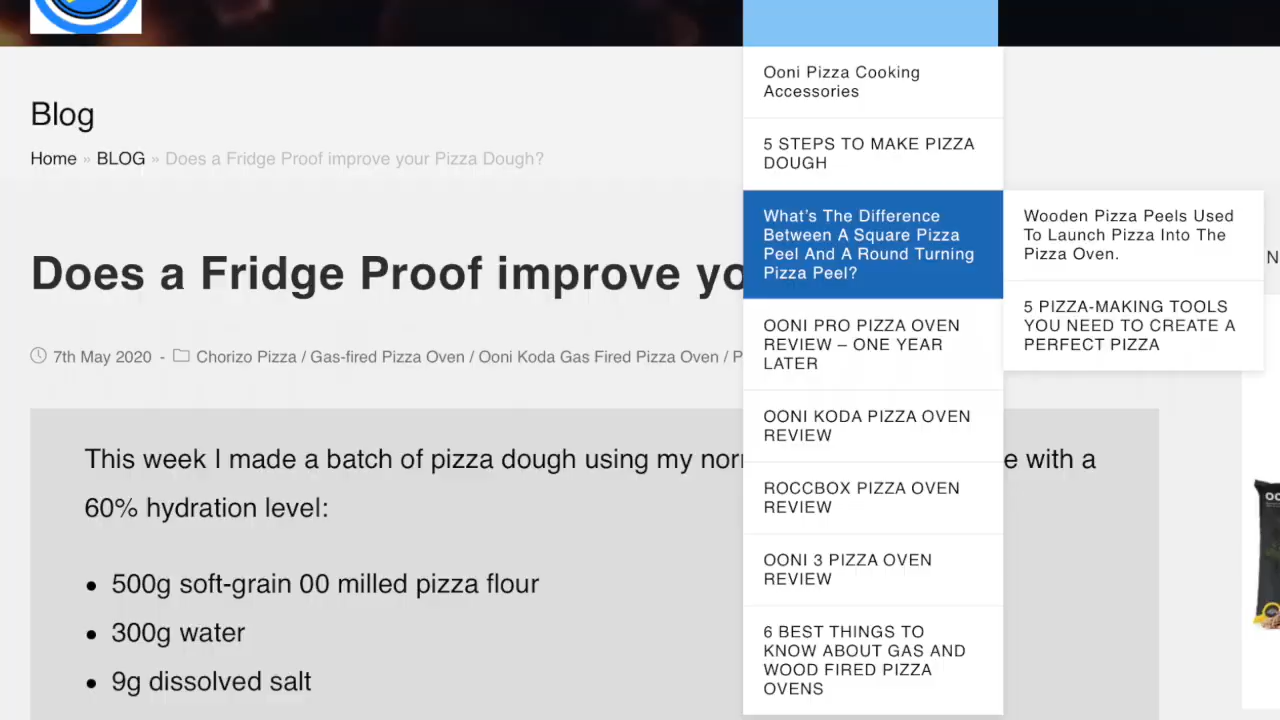 Blog
Home » BLOG » Does a Fridge Proof improve your Pizza Dough?
Does a Fridge Proof improve yo
7th May 2020 - Chorizo Pizza / Gas-fired Pizza Oven / Ooni Koda Gas Fired Pizza Oven / P
This week I made a batch of pizza dough using my nor
e with a
60% hydration level:
• 500g soft-grain 00 milled pizza flour
• 300g water
• 9g dissolved salt
Ooni Pizza Cooking
Accessories
5 STEPS TO MAKE PIZZA
DOUGH
What’s The Difference
Between A Square Pizza
Peel And A Round Turning
Pizza Peel?
OONI PRO PIZZA OVEN
REVIEW – ONE YEAR
LATER
OONI KODA PIZZA OVEN
REVIEW
ROCCBOX PIZZA OVEN
REVIEW
OONI 3 PIZZA OVEN
REVIEW
6 BEST THINGS TO
KNOW ABOUT GAS AND
WOOD FIRED PIZZA
OVENS
Wooden Pizza Peels Used
To Launch Pizza Into The
Pizza Oven.
5 PIZZA-MAKING TOOLS
YOU NEED TO CREATE A
PERFECT PIZZA
N